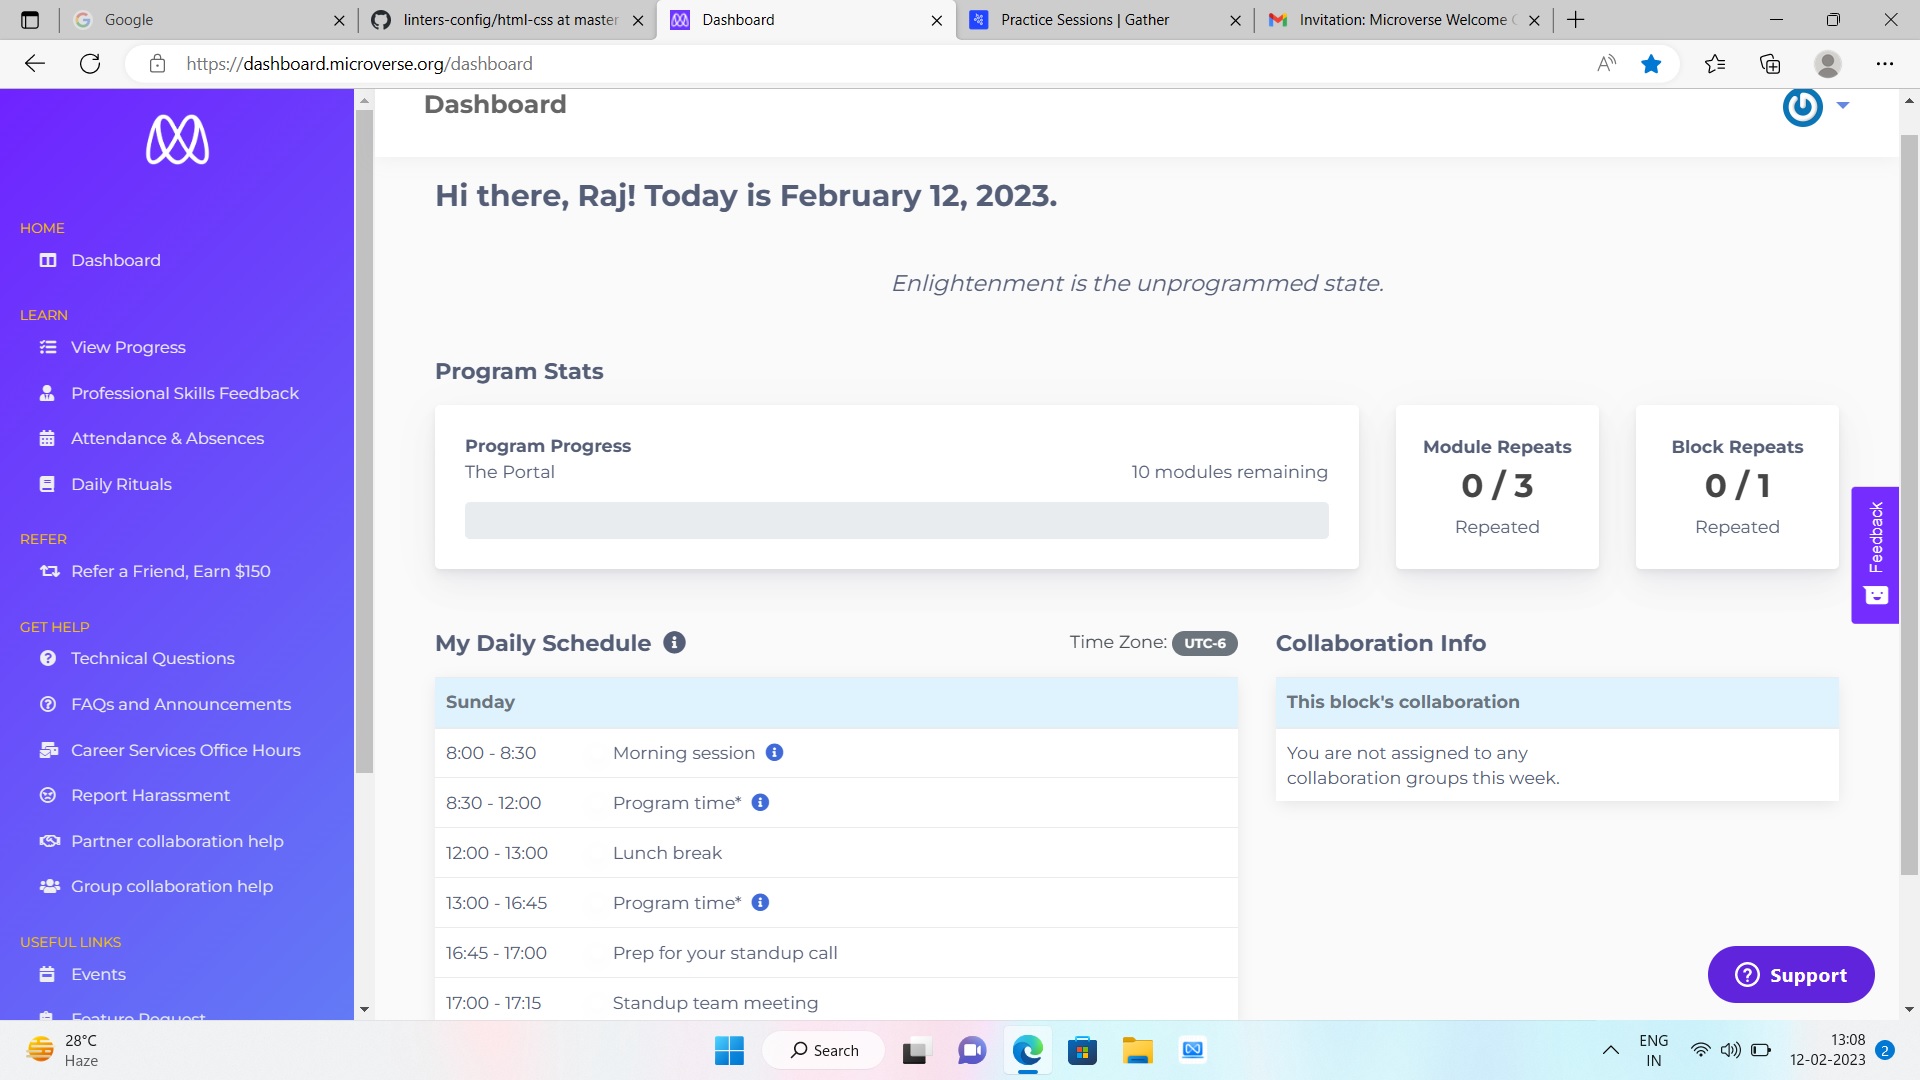 Google
linters-config/html-css at master
Dashboard
Practice Sessions | Gather
Invitation: Microverse Welcome
https://dashboard.microverse.org/dashboard
HOME
Dashboard
LEARN
View Progress
Professional Skills Feedback
Attendance & Absences
Daily Rituals
REFER
Refer a Friend, Earn $150
GET HELP
Technical Questions
FAQs and Announcements
Career Services Office Hours
Report Harassment
Partner collaboration help
Group collaboration help
USEFUL LINKS
Events
Feature Request
Dashboard
Hi there, Raj! Today is February 12, 2023.
Enlightenment is the unprogrammed state.
Program Stats
Program Progress
The Portal
10 modules remaining
Module Repeats
0 / 3
Repeated
Block Repeats
0 / 1
Repeated
Feedback
My Daily Schedule
Time Zone: UTC-6
Sunday
8:00 - 8:30 Morning session
8:30 - 12:00 Program time*
12:00 - 13:00 Lunch break
13:00 - 16:45 Program time*
16:45 - 17:00 Prep for your standup call
17:00 - 17:15 Standup team meeting
Collaboration Info
This block's collaboration
You are not assigned to any
collaboration groups this week.
Support
28°C
Haze
Search
ENG
IN
13:08
12-02-2023
2